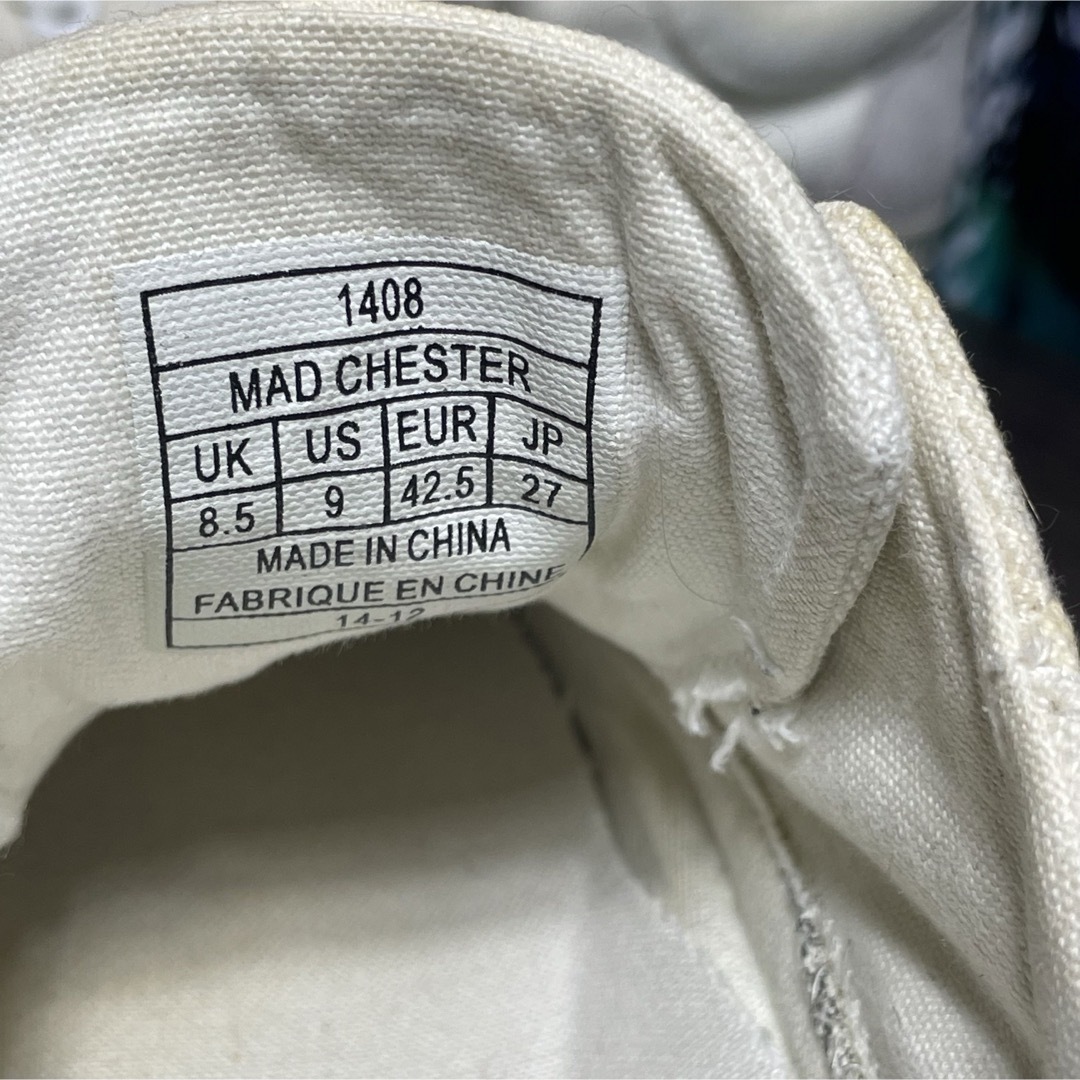 1408
MAD CHESTER
UK US EUR JP
8.5 9 42.5 27
MADE IN CHINA
FABRIQUE EN CHINE
14-12